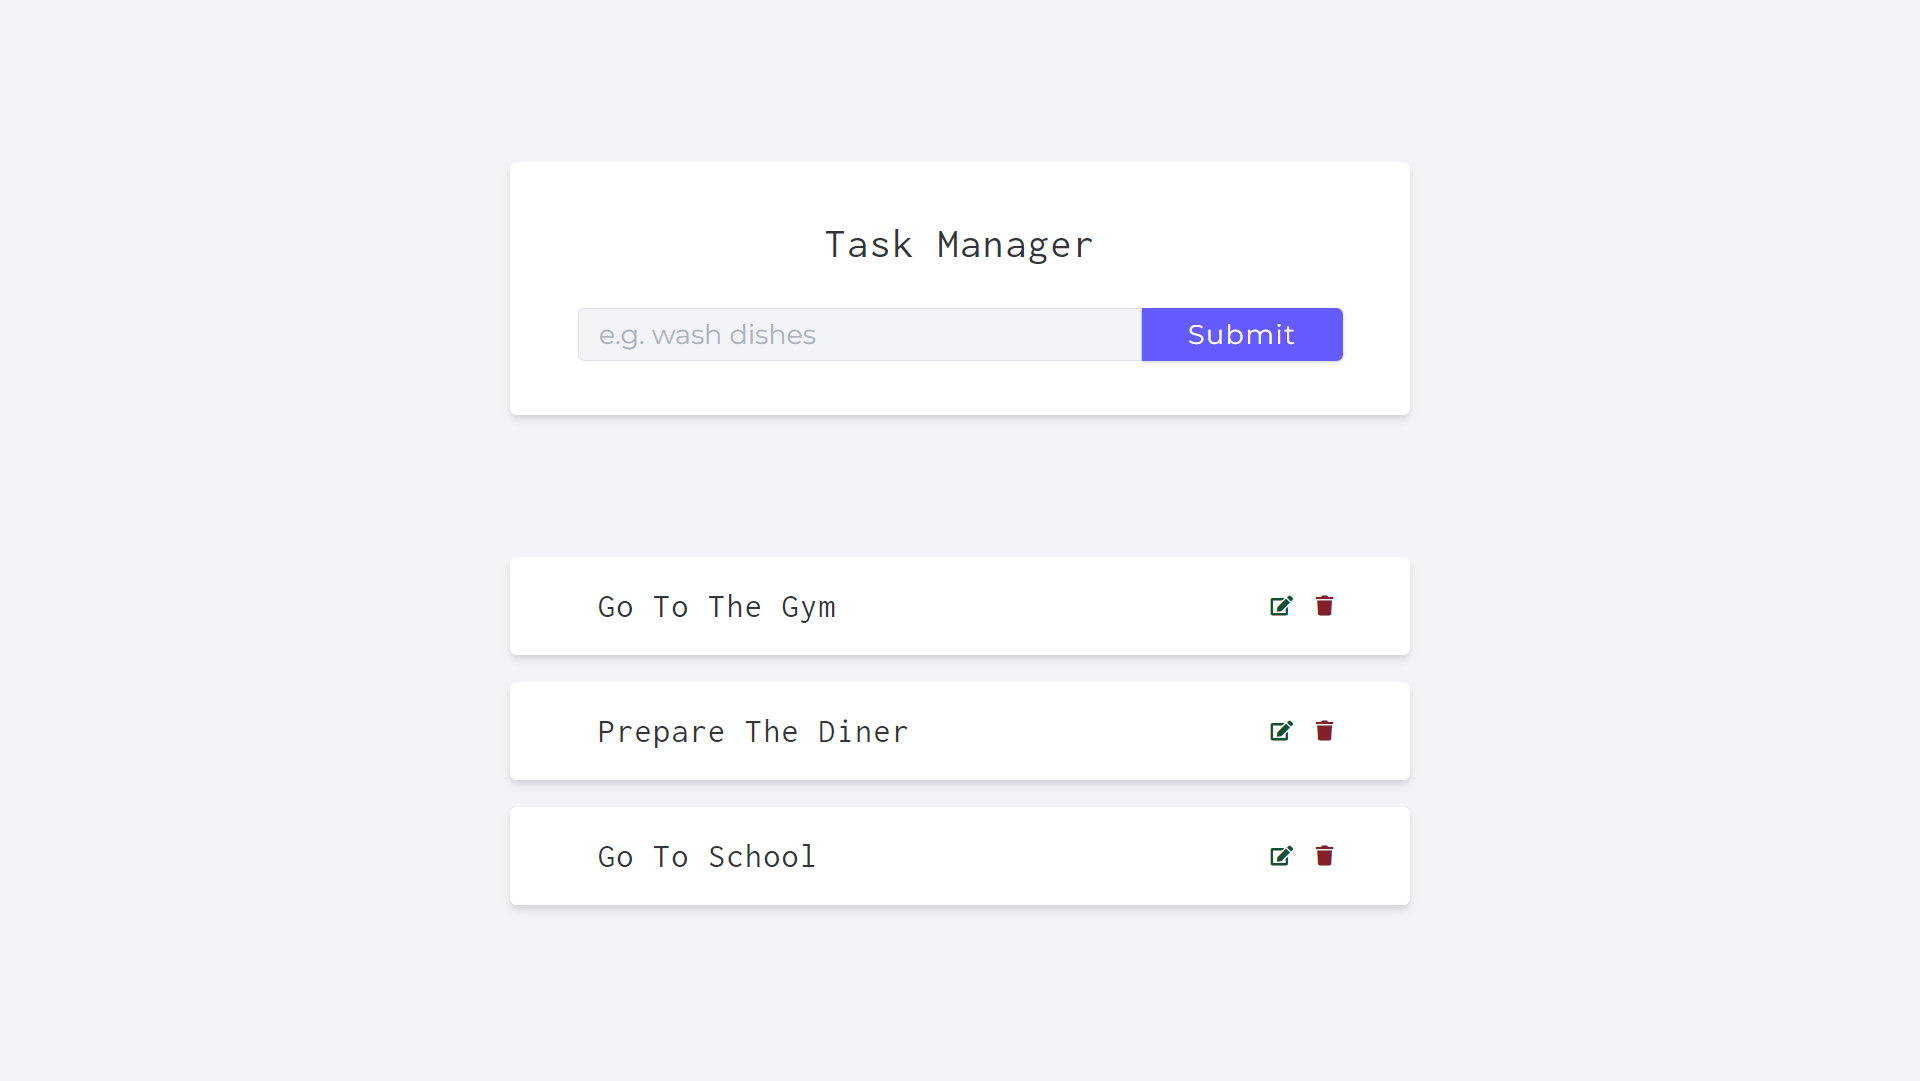 Task Manager
e.g. wash dishes
Submit
Go To The Gym
Prepare The Diner
Go To School